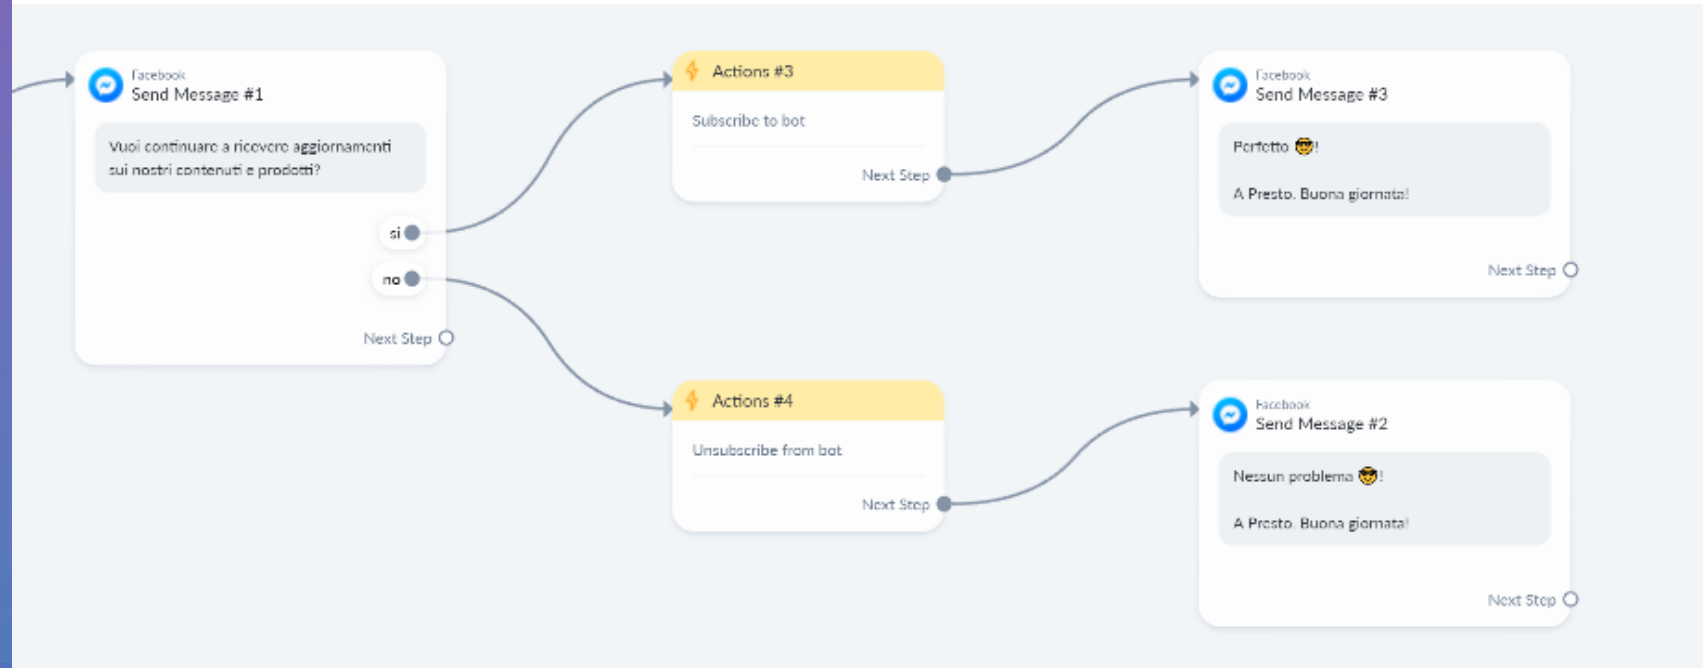 Facebook
Send Message #1
Vuoi continuare a ricevere aggiornamenti
sui nostri contenuti e prodotti?
si
no
Next Step
Actions #3
Subscribe to bot
Next Step
Facebook
Send Message #3
Perfetto 😎!
A Presto. Buona giornata!
Next Step
Actions #4
Unsubscribe from bot
Next Step
Facebook
Send Message #2
Nessun problema 😎!
A Presto. Buona giornata!
Next Step